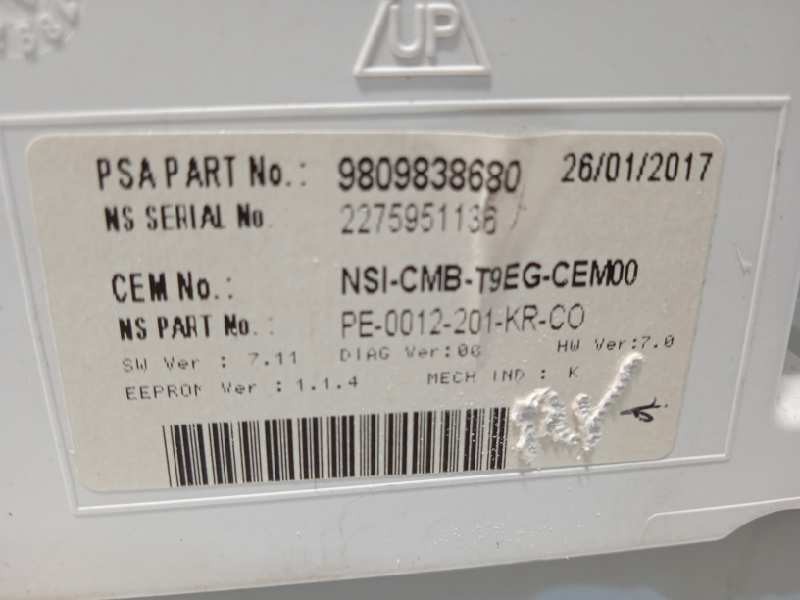 UP
PSA PART No.: 9809838680 26/01/2017
NS SERIAL No. 2275951136
CEM No.: NSI-CMB-T9EG-CEM00
NS PART No.: PE-0012-201-KR-CO
SW Ver : 7.11 DIAG Ver:00 HW Ver:7.0
EEPROM Ver : 1.1.4 MECH IND : K